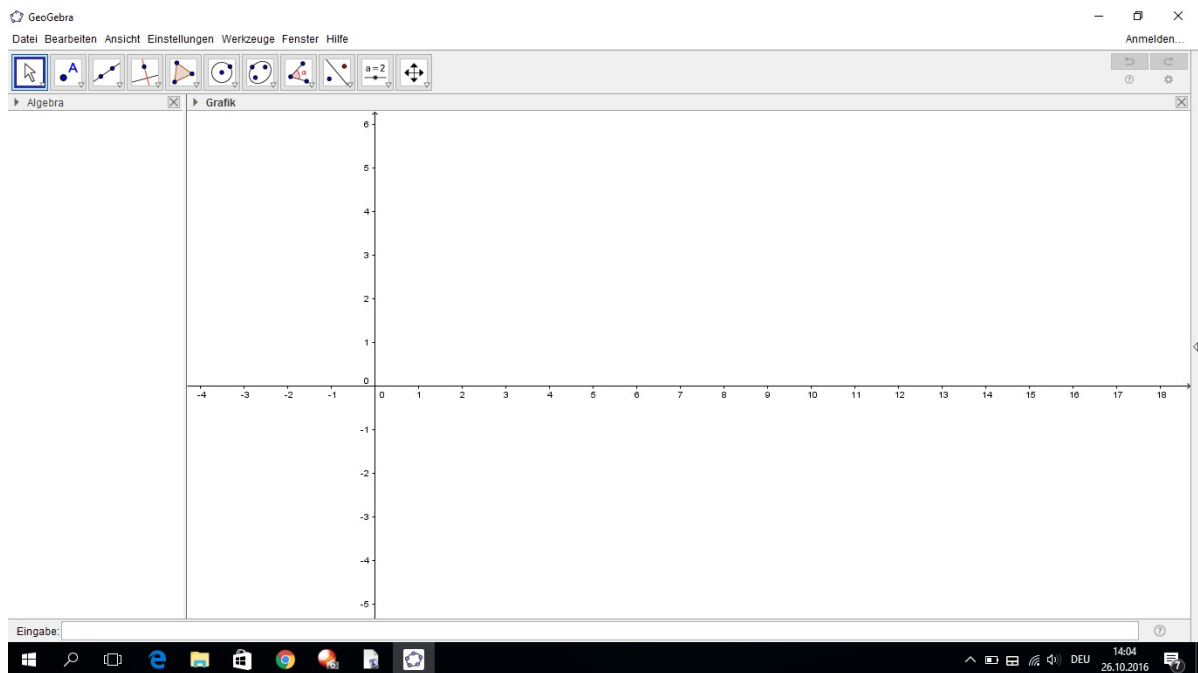 GeoGebra
Datei Bearbeiten Ansicht Einstellungen Werkzeuge Fenster Hilfe Anmelden...
A α a=2
Algebra Grafik
6
5
4
3
2
1
0
-4 -3 -2 -1 0 1 2 3 4 5 6 7 8 9 10 11 12 13 14 15 16 17 18
-1
-2
-3
-4
-5
Eingabe:
DEU 14:04
26.10.2016 7